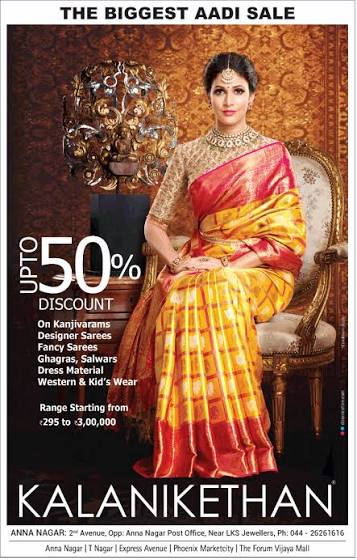 THE BIGGEST AADI SALE
UPTO
50%
DISCOUNT
On Kanjivarams
Designer Sarees
Fancy Sarees
Ghagras, Salwars
Dress Material
Western & Kid's Wear
Range Starting from
₹295 to ₹3,00,000
KALANIKETHAN®
ANNA NAGAR: 2nd Avenue, Opp: Anna Nagar Post Office, Near LKS Jewellers, Ph: 044 - 26261616
Anna Nagar | T Nagar | Express Avenue | Phoenix Marketcity | The Forum Vijaya Mall